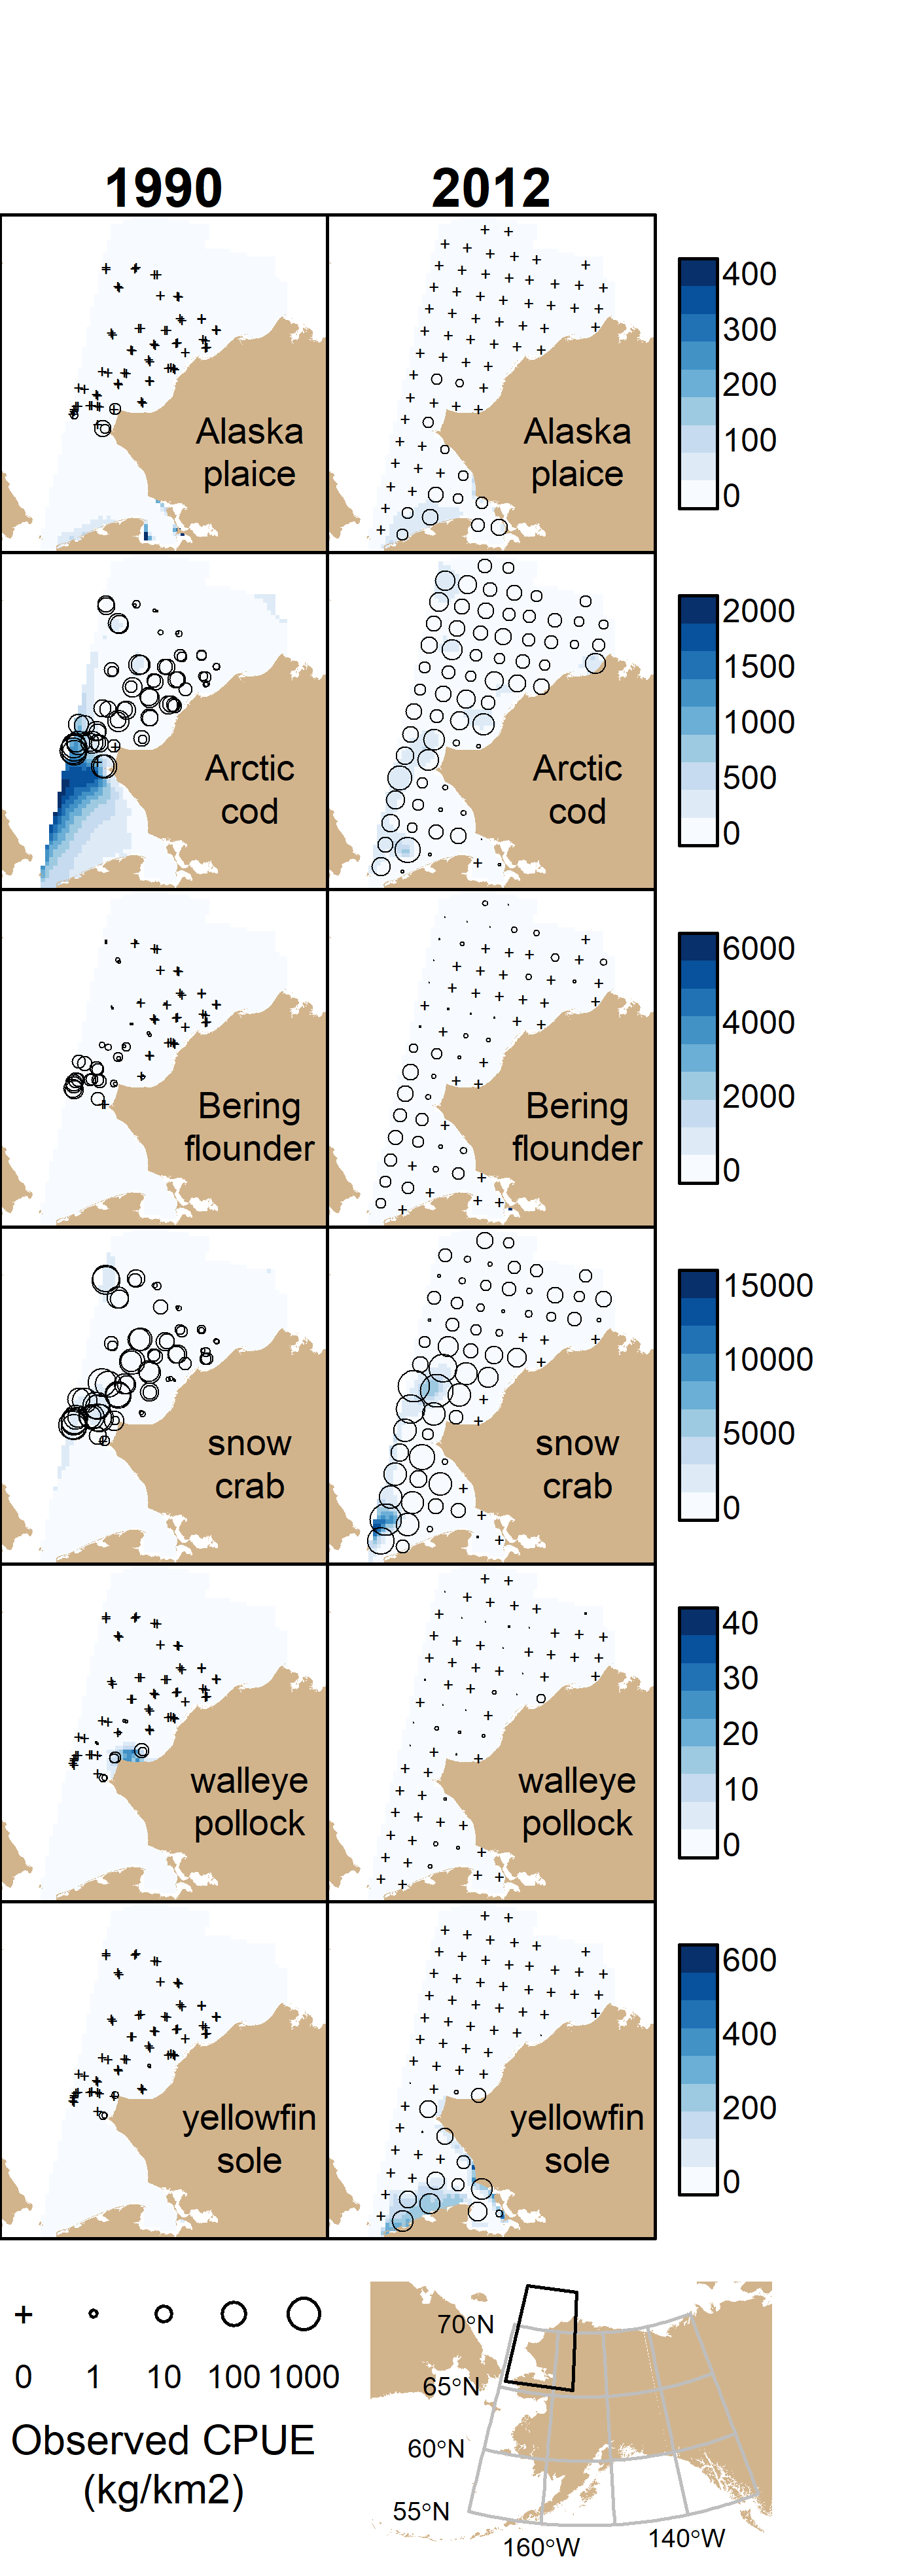 1990 2012
Alaska plaice
Alaska plaice
400
300
200
100
0
Arctic cod
Arctic cod
2000
1500
1000
500
0
Bering flounder
Bering flounder
6000
4000
2000
0
snow crab
snow crab
15000
10000
5000
0
walleye pollock
walleye pollock
40
30
20
10
0
yellowfin sole
yellowfin sole
600
400
200
0
0 1 10 100 1000
Observed CPUE
(kg/km2)
70°N
65°N
60°N
55°N
160°W
140°W